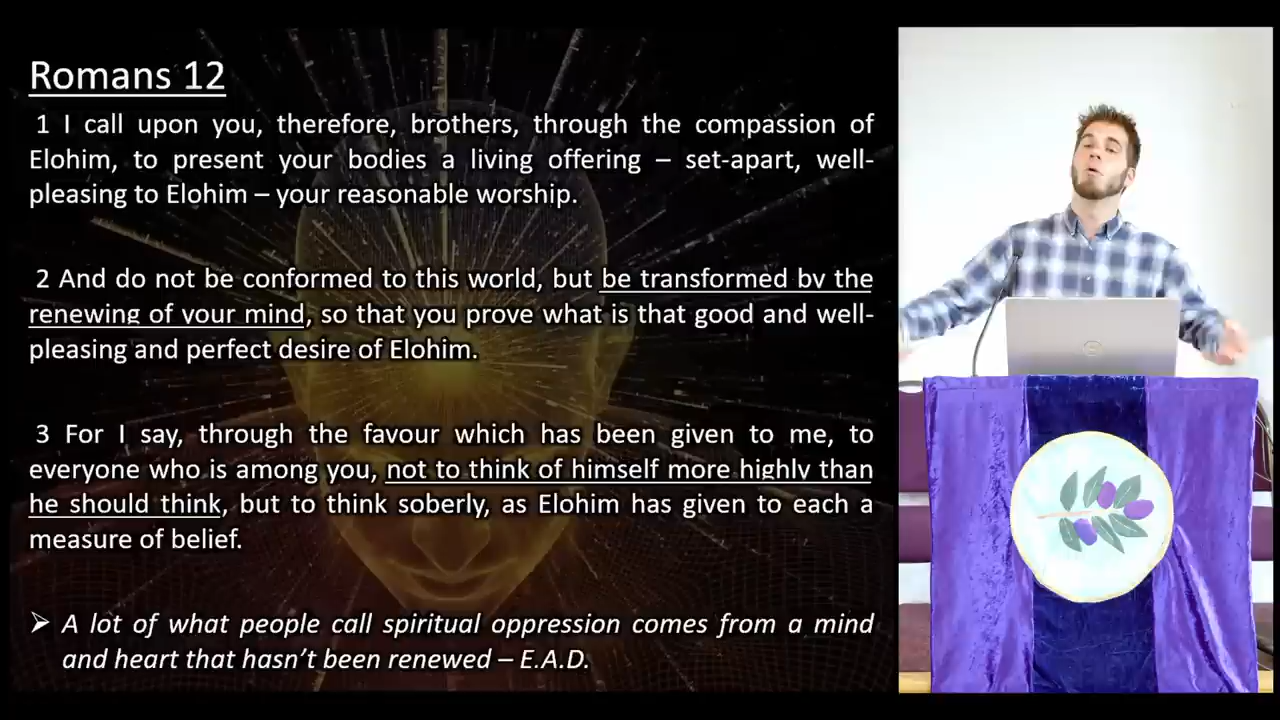 Romans 12
1 I call upon you, therefore, brothers, through the compassion of
Elohim, to present your bodies a living offering – set-apart, well-
pleasing to Elohim – your reasonable worship.
2 And do not be conformed to this world, but be transformed by the
renewing of your mind, so that you prove what is that good and well-
pleasing and perfect desire of Elohim.
3 For I say, through the favour which has been given to me, to
everyone who is among you, not to think of himself more highly than
he should think, but to think soberly, as Elohim has given to each a
measure of belief.
➢ A lot of what people call spiritual oppression comes from a mind
and heart that hasn't been renewed – E.A.D.